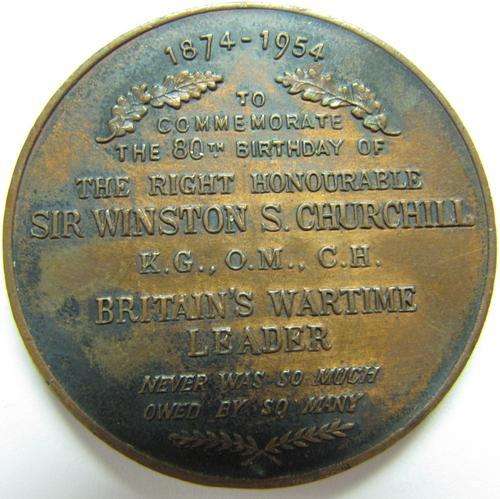 1874-1954
TO
COMMEMORATE
THE 80TH BIRTHDAY OF
THE RIGHT HONOURABLE
SIR WINSTON S. CHURCHILL
K.G., O.M., C.H.
BRITAIN'S WARTIME
LEADER
NEVER WAS SO MUCH
OWED BY SO MANY